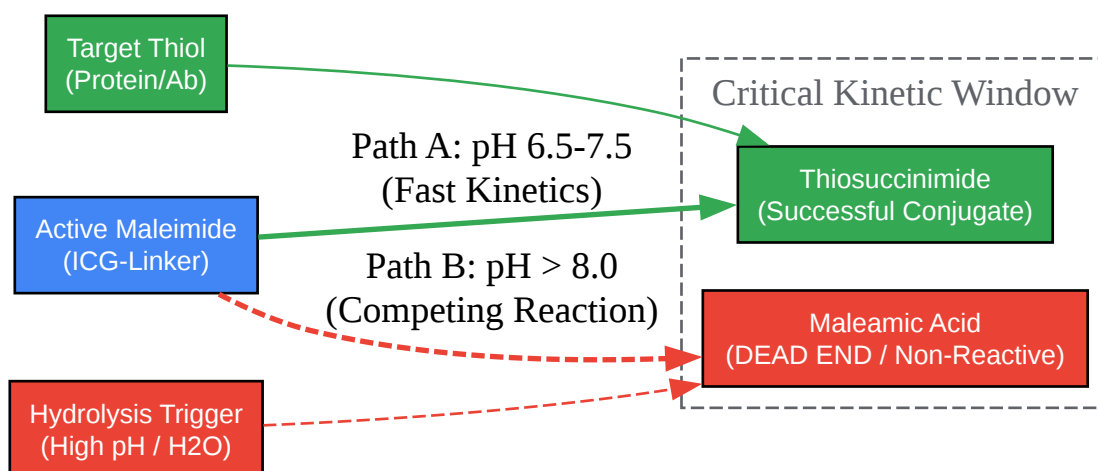 Target Thiol
(Protein/Ab)
Critical Kinetic Window
Path A: pH 6.5-7.5
(Fast Kinetics)
Thiosuccinimide
(Successful Conjugate)
Active Maleimide
(ICG-Linker)
Path B: pH > 8.0
(Competing Reaction)
Maleamic Acid
(DEAD END / Non-Reactive)
Hydrolysis Trigger
(High pH / H2O)